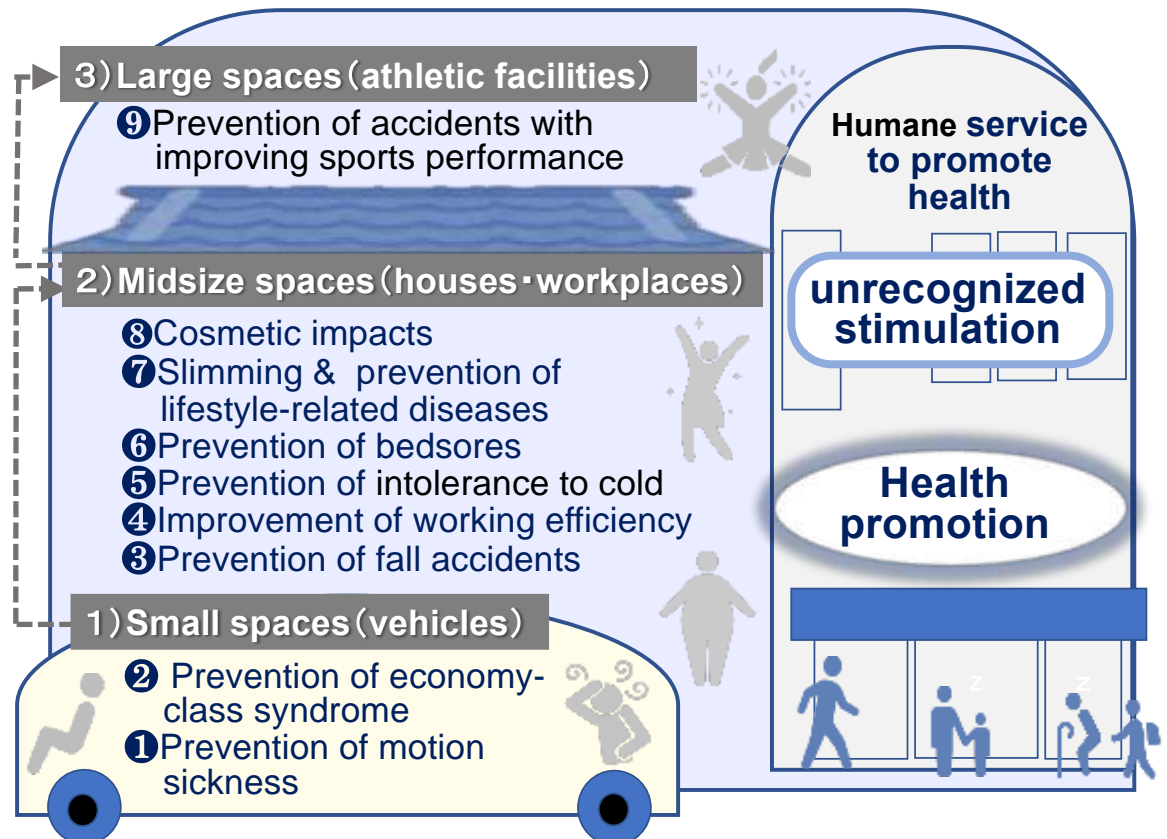 ３）Large spaces（athletic facilities）
❾Prevention of accidents with
improving sports performance
２）Midsize spaces（houses・workplaces）
❽Cosmetic impacts
❼Slimming & prevention of
lifestyle-related diseases
❻Prevention of bedsores
❺Prevention of intolerance to cold
❹Improvement of working efficiency
❸Prevention of fall accidents
１）Small spaces（vehicles）
❷ Prevention of economy-
class syndrome
❶Prevention of motion
sickness
Humane service
to promote
health
unrecognized
stimulation
Health
promotion
z
z